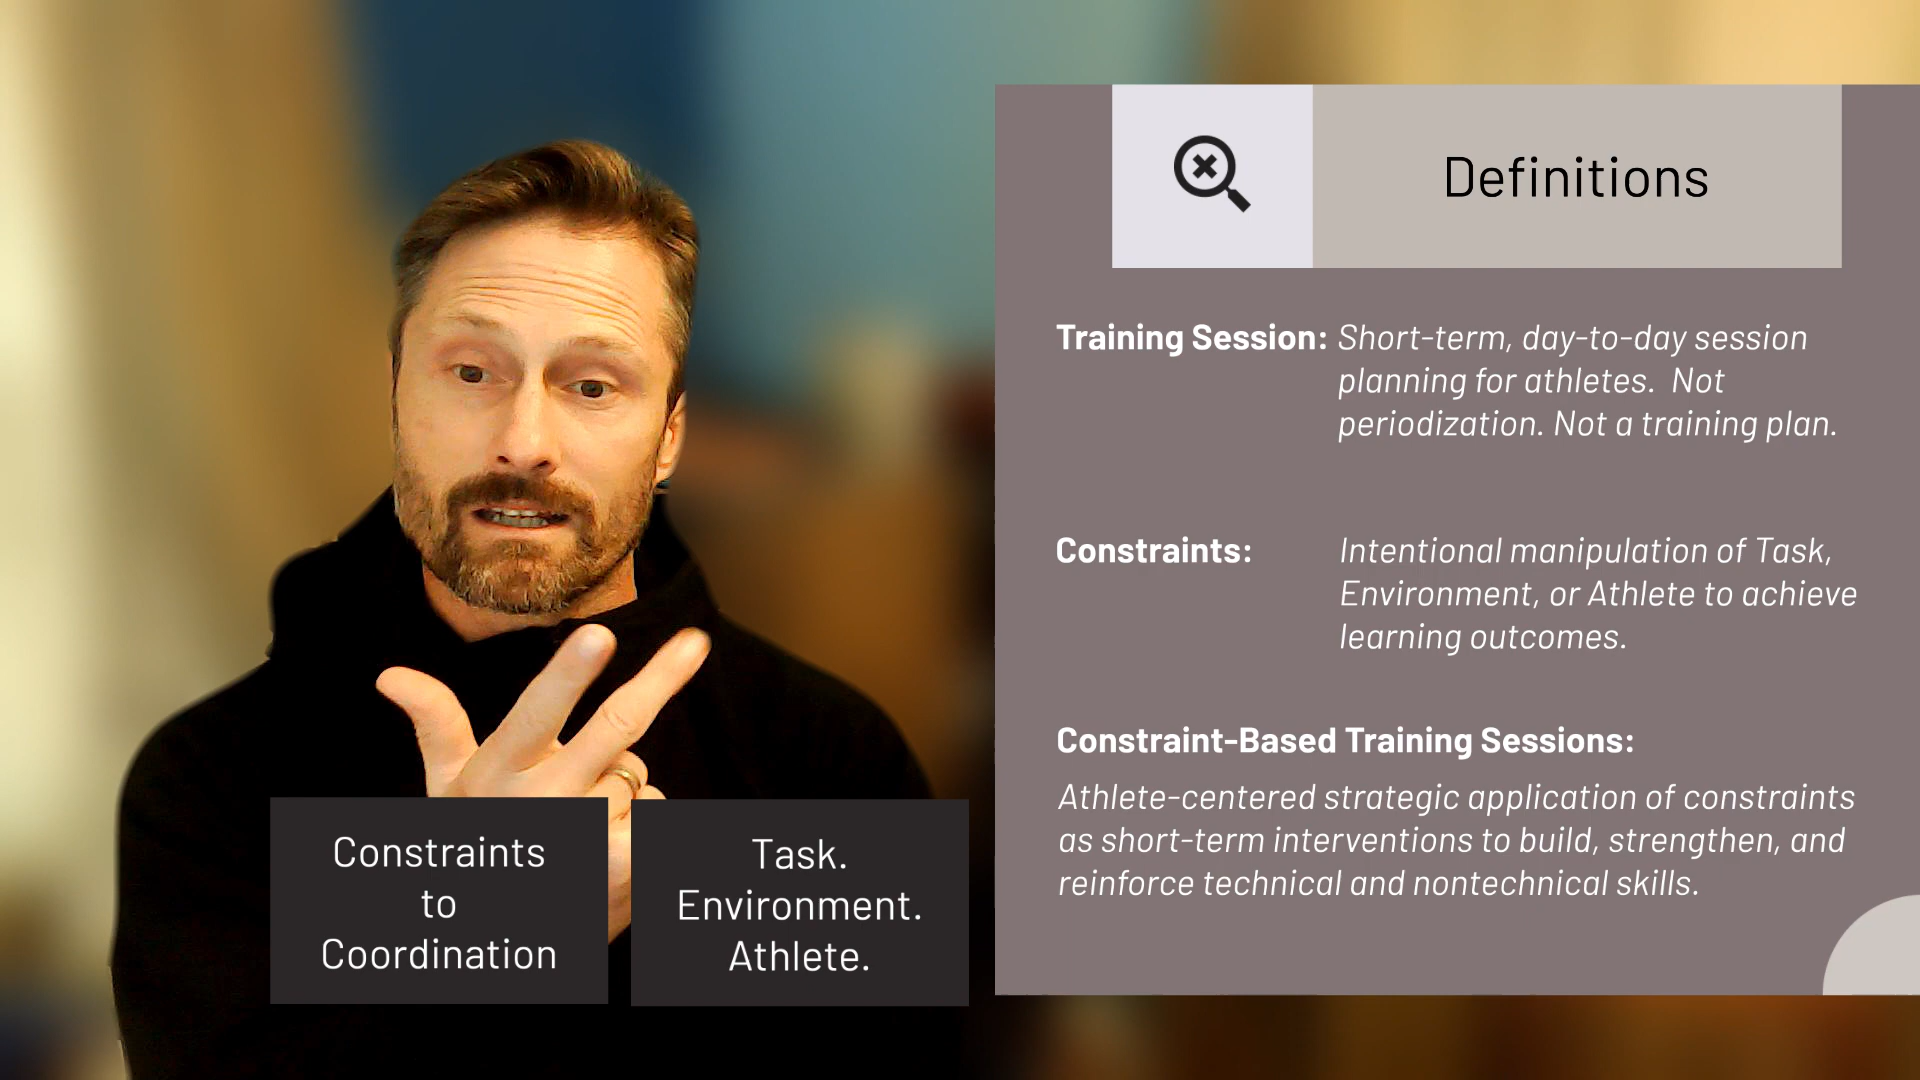 Definitions
Training Session: Short-term, day-to-day session
planning for athletes.  Not
periodization. Not a training plan.
Constraints: Intentional manipulation of Task,
Environment, or Athlete to achieve
learning outcomes.
Constraint-Based Training Sessions:
Athlete-centered strategic application of constraints
as short-term interventions to build, strengthen, and
reinforce technical and nontechnical skills.
Constraints
to
Coordination
Task.
Environment.
Athlete.